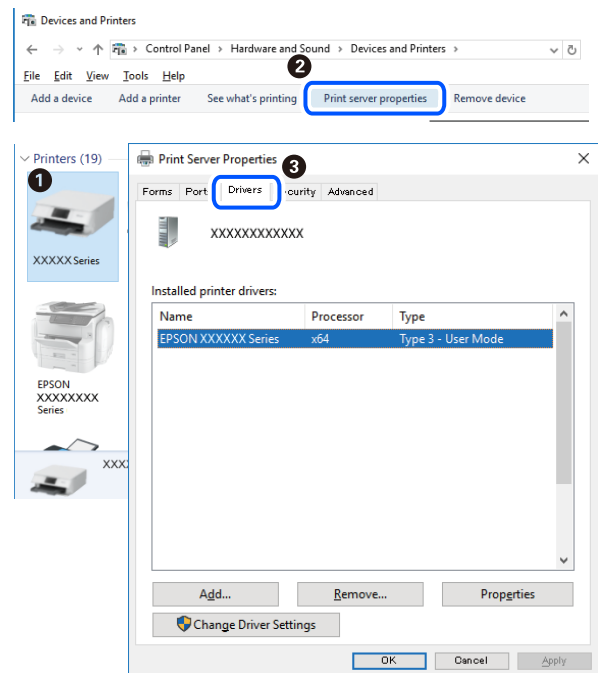 Devices and Printers
Control Panel > Hardware and Sound > Devices and Printers >
2
File Edit View Tools Help
Add a device Add a printer See what's printing Print server properties Remove device
Printers (19)
1
XXXXX Series
EPSON
XXXXXXXX
Series
XXX
Print Server Properties
3
Forms Port Drivers curity Advanced
XXXXXXXXXXXX
Installed printer drivers:
Name Processor Type
EPSON XXXXXX Series x64 Type 3 - User Mode
Add... Remove... Properties
Change Driver Settings
OK Cancel Apply